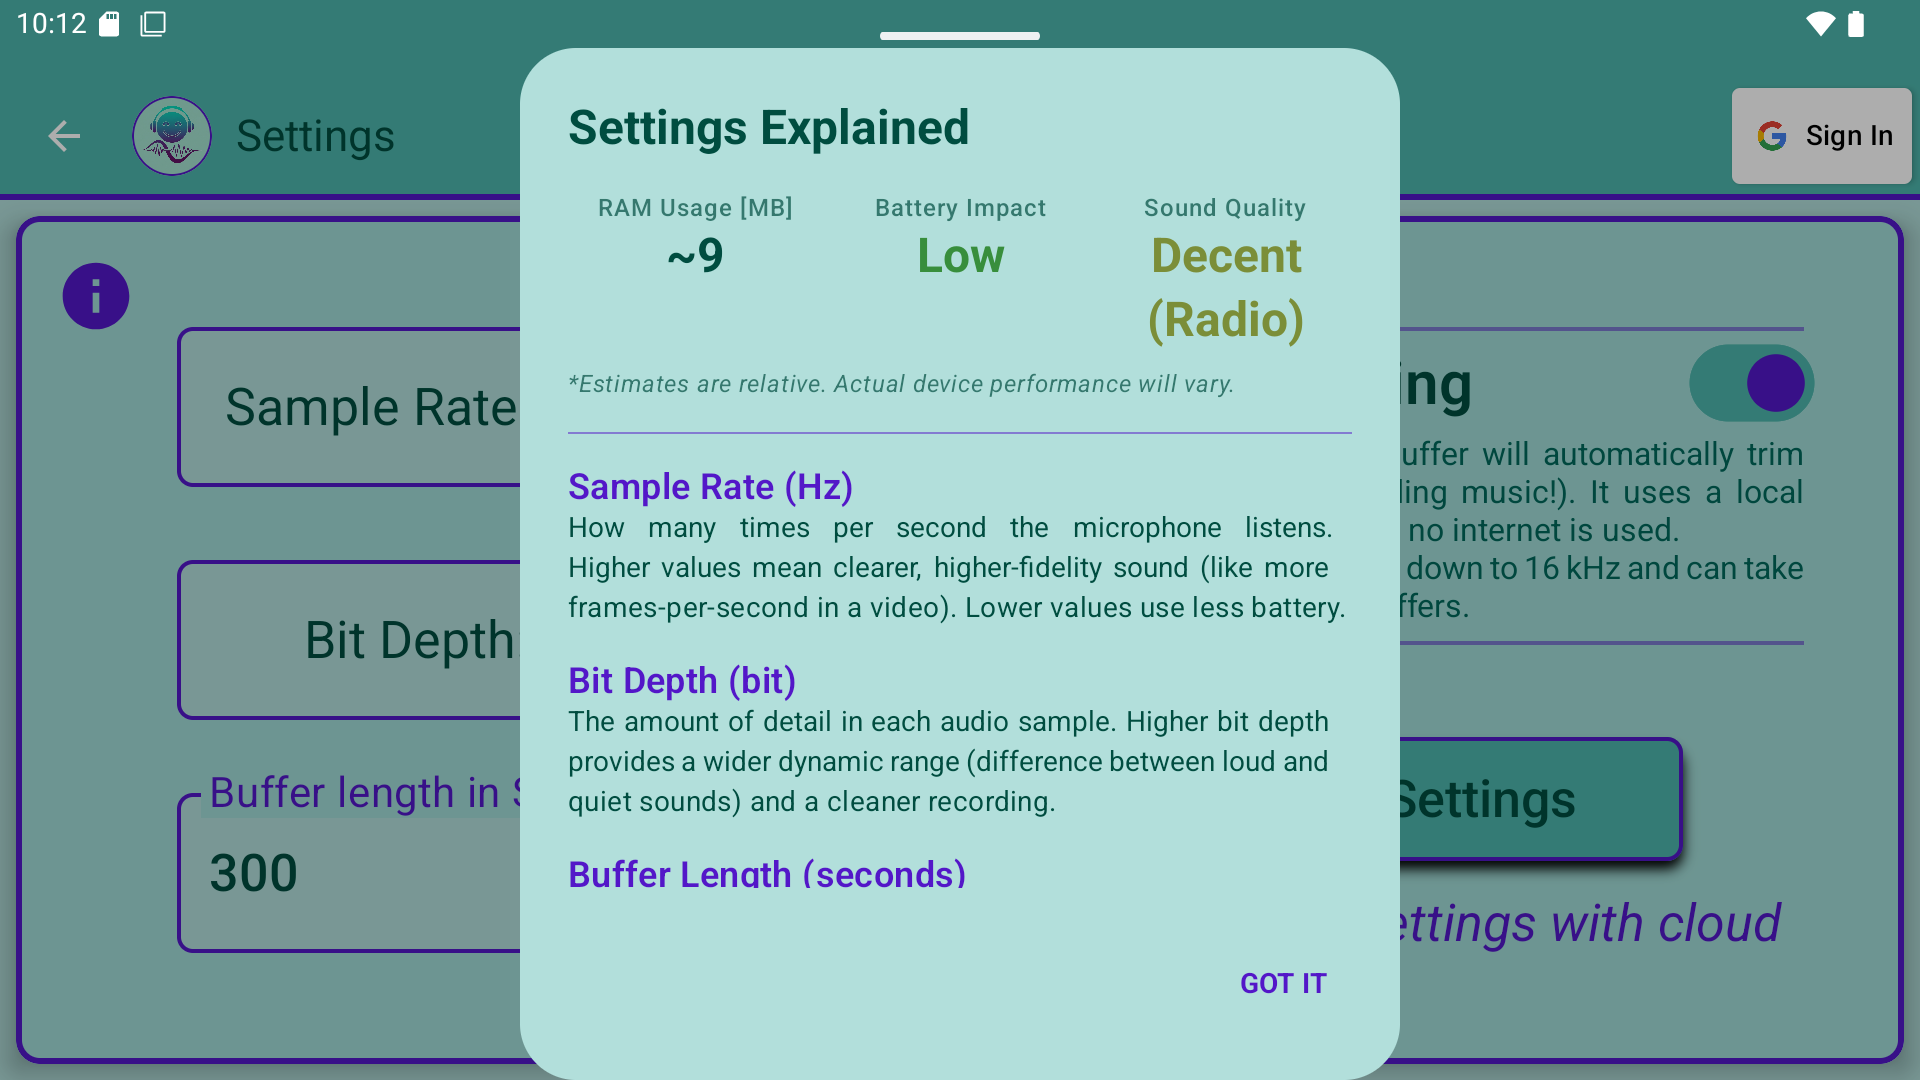 10:12
Settings
Sign In
Settings Explained
RAM Usage [MB]
~9
Battery Impact
Low
Sound Quality
Decent
(Radio)
*Estimates are relative. Actual device performance will vary.
Sample Rate (Hz)
How many times per second the microphone listens.
Higher values mean clearer, higher-fidelity sound (like more
frames-per-second in a video). Lower values use less battery.
Bit Depth (bit)
The amount of detail in each audio sample. Higher bit depth
provides a wider dynamic range (difference between loud and
quiet sounds) and a cleaner recording.
Buffer Length (seconds)
GOT IT
Sample Rate
Bit Depth
Buffer length in
300
will automatically trim
music!). It uses a local
no internet is used.
down to 16 kHz and can take
Settings
with cloud